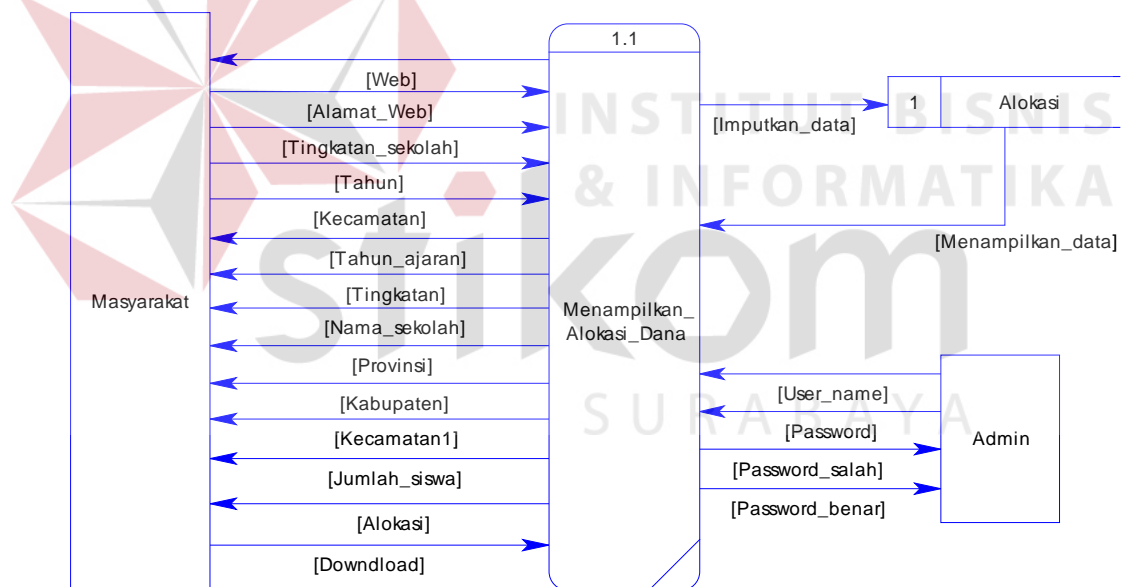 1.1
[Web]
[Alamat_Web]
[Tingkatan_sekolah]
[Tahun]
[Kecamatan]
[Tahun_ajaran]
[Tingkatan]
[Nama_sekolah]
[Provinsi]
[Kabupaten]
[Kecamatan1]
[Jumlah_siswa]
[Alokasi]
[Downdload]
Masyarakat
Menampilkan_
Alokasi_Dana
[Imputkan_data]
1 Alokasi
[Menampilkan_data]
[User_name]
[Password]
[Password_salah]
[Password_benar]
Admin
INSTITUT BISNIS
& INFORMATIKA
stikom
SURABAYA